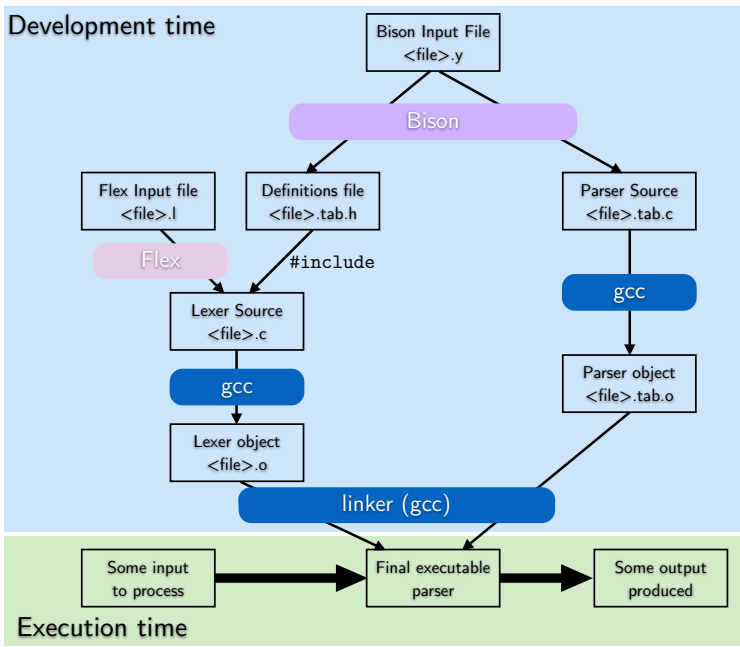 Development time
Bison Input File
<file>.y
Bison
Flex Input file
<file>.l
Definitions file
<file>.tab.h
Parser Source
<file>.tab.c
Flex
#include
gcc
Lexer Source
<file>.c
gcc
Parser object
<file>.tab.o
Lexer object
<file>.o
linker (gcc)
Some input
to process
Final executable
parser
Some output
produced
Execution time